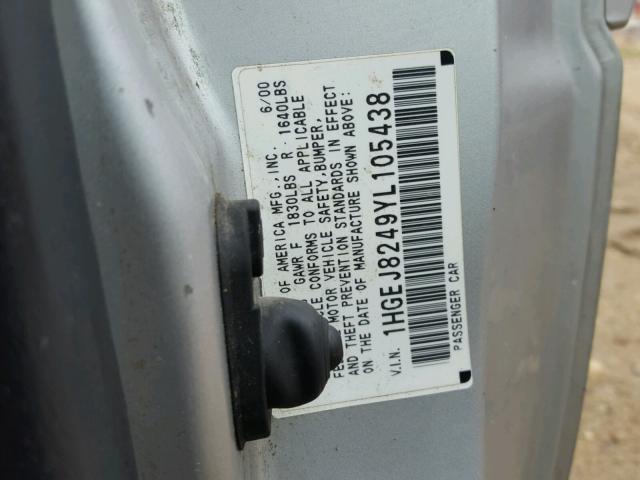 OF AMERICA MFG., INC. 6/00
GAWR F 1830LBS R 1640LBS
CONFORMS TO ALL APPLICABLE
MOTOR VEHICLE SAFETY, BUMPER,
AND THEFT PREVENTION STANDARDS IN EFFECT
ON THE DATE OF MANUFACTURE SHOWN ABOVE:
V.I.N. 1HGEJ8249YL105438
PASSENGER CAR